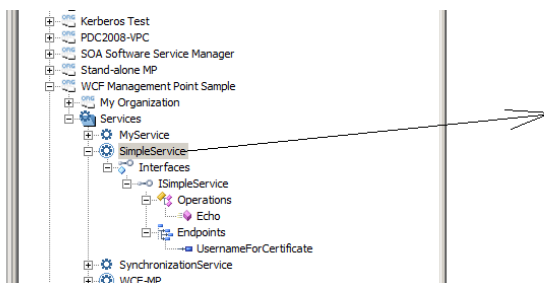 Kerberos Test
PDC2008-VPC
SOA Software Service Manager
Stand-alone MP
WCF Management Point Sample
My Organization
Services
MyService
SimpleService
Interfaces
ISimpleService
Operations
Echo
Endpoints
UsernameForCertificate
SynchronizationService
WCF-MP